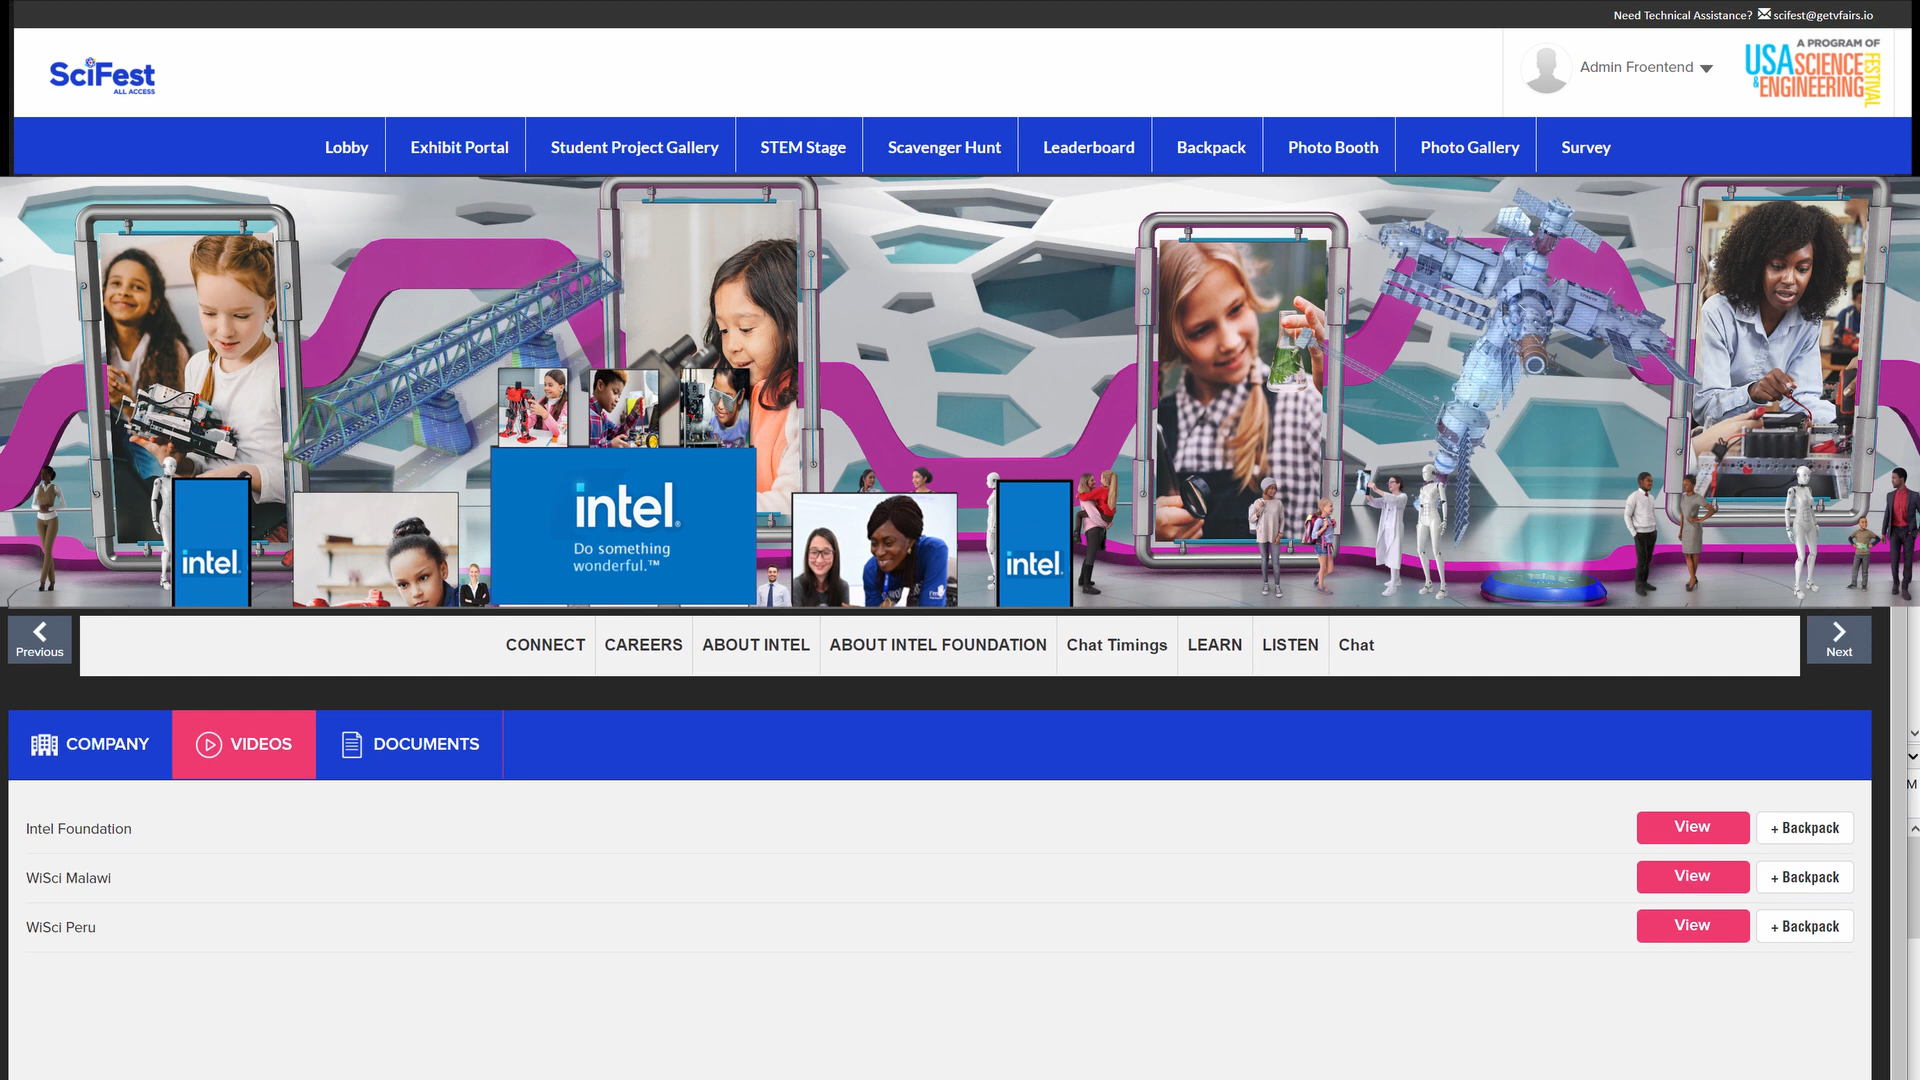 Need Technical Assistance? scifest@getvfairs.io
SciFest
ALL ACCESS
Admin Froentend
A PROGRAM OF
USA SCIENCE
& ENGINEERING
FESTIVAL
Lobby
Exhibit Portal
Student Project Gallery
STEM Stage
Scavenger Hunt
Leaderboard
Backpack
Photo Booth
Photo Gallery
Survey
intel.
Do something
wonderful.™
intel.
intel.
Previous
CONNECT
CAREERS
ABOUT INTEL
ABOUT INTEL FOUNDATION
Chat Timings
LEARN
LISTEN
Chat
Next
COMPANY
VIDEOS
DOCUMENTS
M
Intel Foundation
View
+ Backpack
WiSci Malawi
View
+ Backpack
WiSci Peru
View
+ Backpack